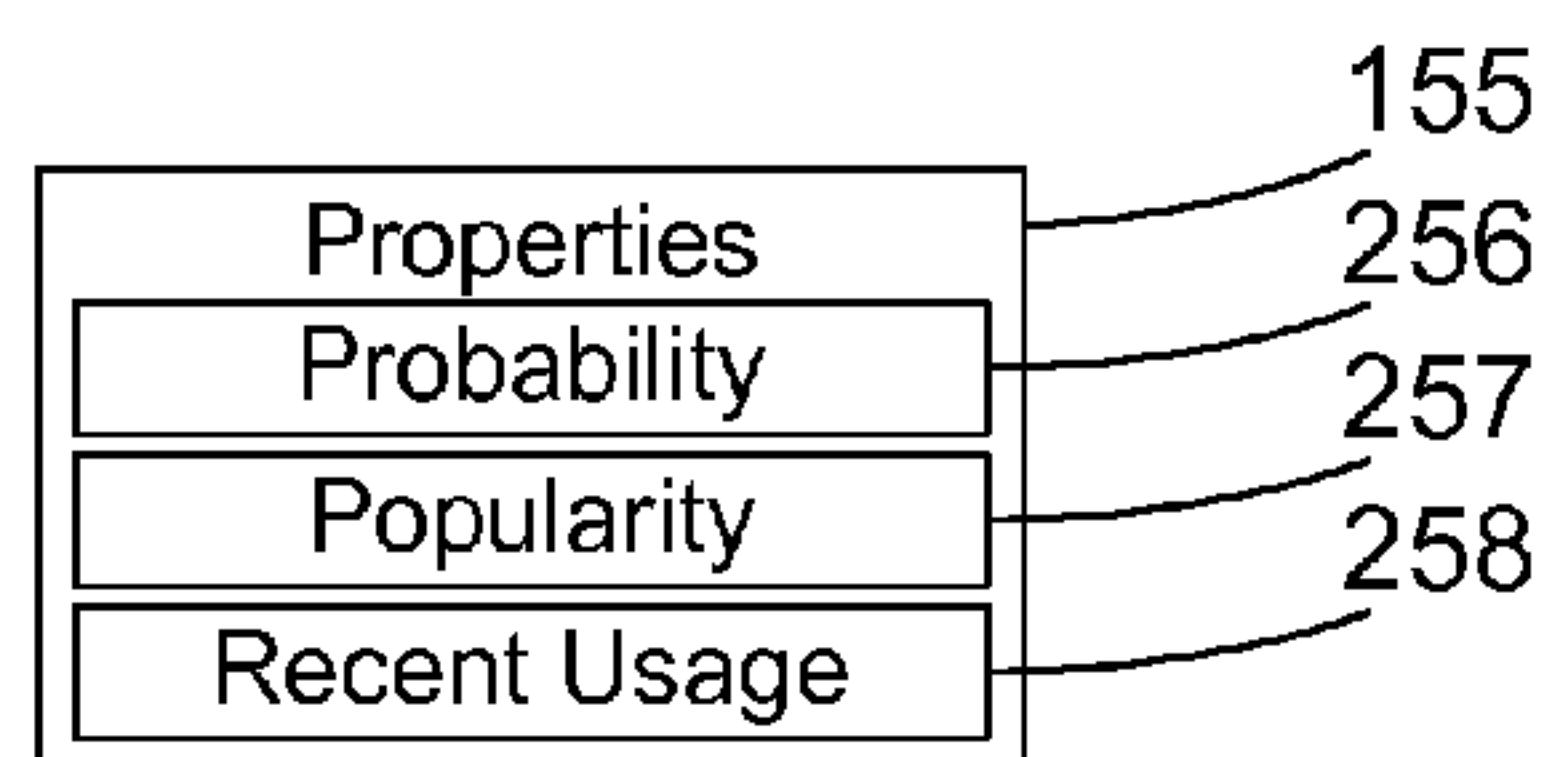 155
Properties
256
Probability
257
Popularity
258
Recent Usage